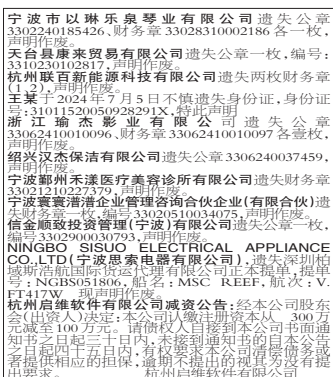 宁波市以琳乐泉琴业有限公司遗失公章
3302240185426、财务章33028310002186各一枚,
声明作废。
天台县康来贸易有限公司遗失公章一枚,编号:
3310230102817,声明作废。
杭州联百新能源科技有限公司遗失两枚财务章
(1、2),声明作废。
王某于2024年7月5日不慎遗失身份证,身份证
号:31011520050928291X,特此声明
浙江瑜杰影业有限公司遗失公章
33062410010096、财务章33062410010097各壹枚,
声明作废。
绍兴汉杰保洁有限公司遗失公章3306240037459,
声明作废。
宁波鄞州禾漾医疗美容诊所有限公司遗失财务章
33021210227379,声明作废。
宁波寰寰溍溍企业管理咨询合伙企业(有限合伙)遗
失财务章一枚,编号33020510034075,声明作废。
信金顺致投资管理(宁波)有限公司遗失公章一枚,
编号3302900030793,声明作废。
NINGBO SISUO ELECTRICAL APPLIANCE
CO.,LTD(宁波思索电器有限公司),遗失深圳柏
域斯浩航国际货运代理有限公司正本提单,提单
号:NGBS051806,船名:MSC REEF,航次:V.
FT417W 现声明作废。
杭州启维软件有限公司减资公告:经本公司股东
会(出资人)决定:本公司认缴注册资本从 300万
元减至100万元。请债权人自接到本公司书面通
知书之日起三十日内,未接到通知书的自本公告
之日起四十五日内,有权要求本公司清偿债务或
者提供相应的担保,逾期不提出的视其为没有提
出要求。 杭州启维软件有限公司